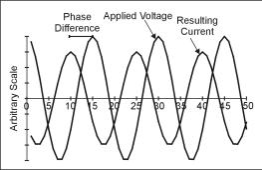 Phase
Difference
Applied Voltage
Resulting
Current
Arbitrary Scale
0 5 10 15 20 25 30 35 40 45 50